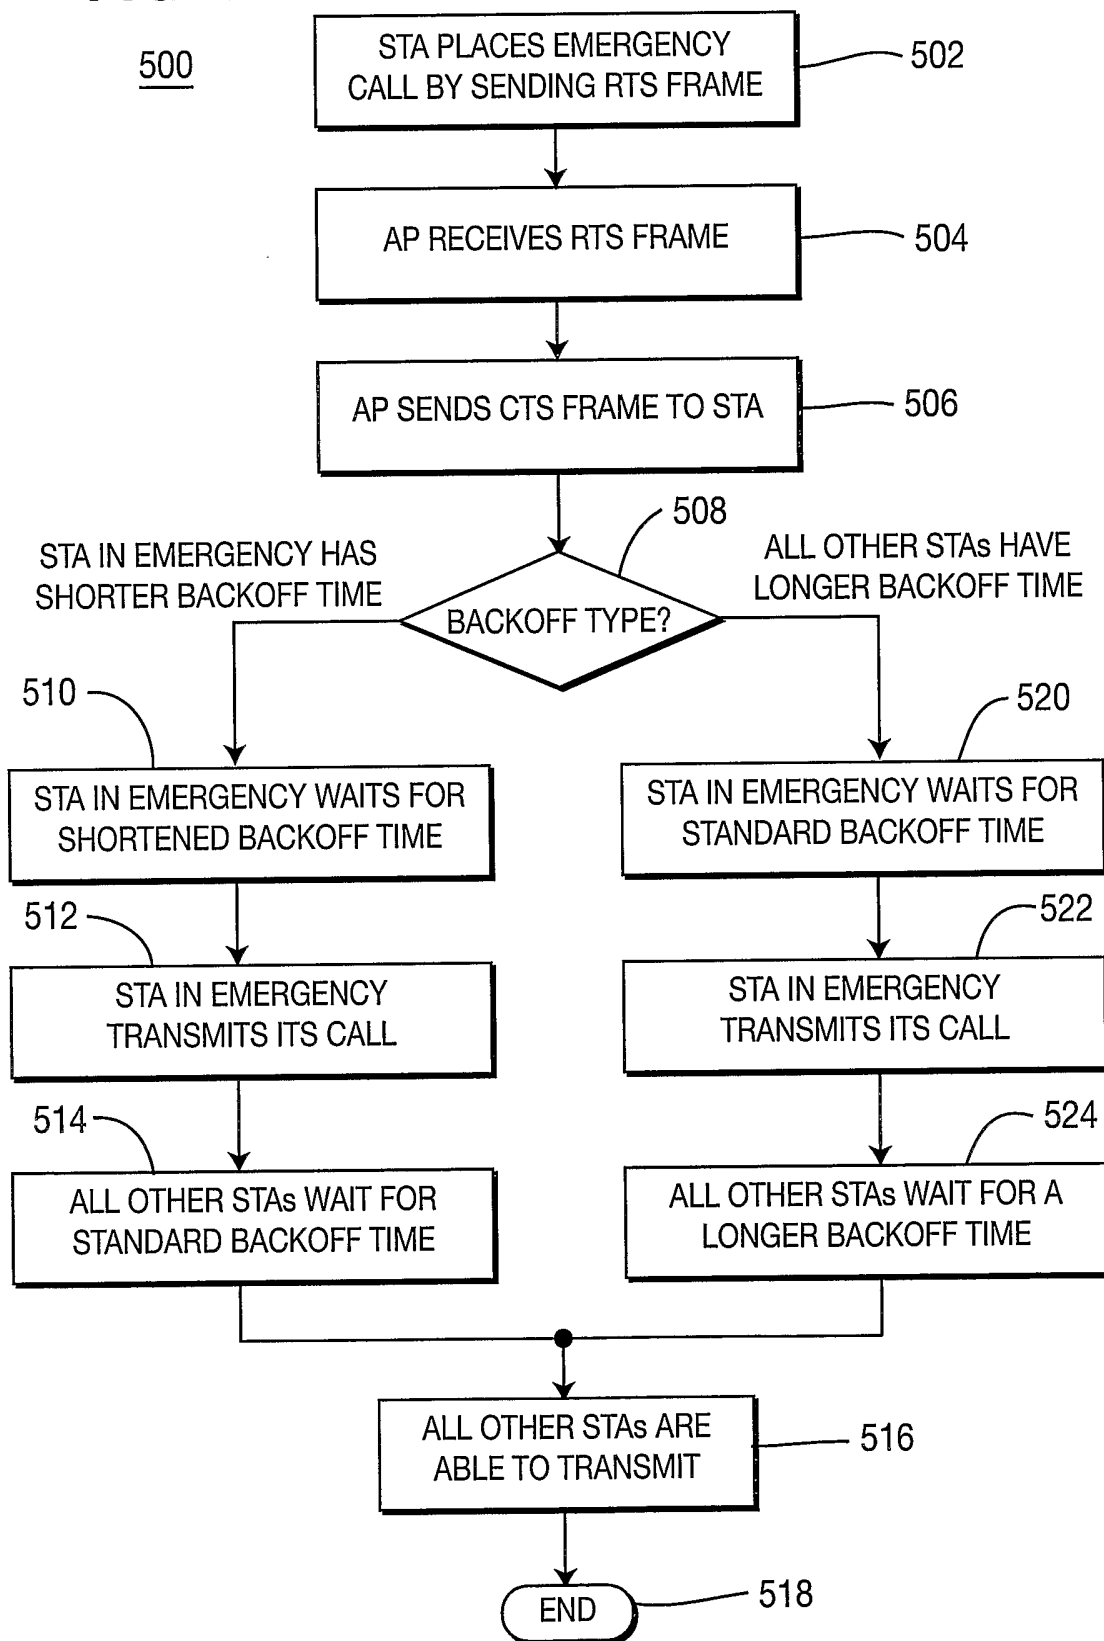 500
STA PLACES EMERGENCY
CALL BY SENDING RTS FRAME
502
AP RECEIVES RTS FRAME
504
AP SENDS CTS FRAME TO STA
506
508
STA IN EMERGENCY HAS
SHORTER BACKOFF TIME
BACKOFF TYPE?
ALL OTHER STAs HAVE
LONGER BACKOFF TIME
510
STA IN EMERGENCY WAITS FOR
SHORTENED BACKOFF TIME
520
STA IN EMERGENCY WAITS FOR
STANDARD BACKOFF TIME
512
STA IN EMERGENCY
TRANSMITS ITS CALL
522
STA IN EMERGENCY
TRANSMITS ITS CALL
514
ALL OTHER STAs WAIT FOR
STANDARD BACKOFF TIME
524
ALL OTHER STAs WAIT FOR A
LONGER BACKOFF TIME
ALL OTHER STAs ARE
ABLE TO TRANSMIT
516
END
518